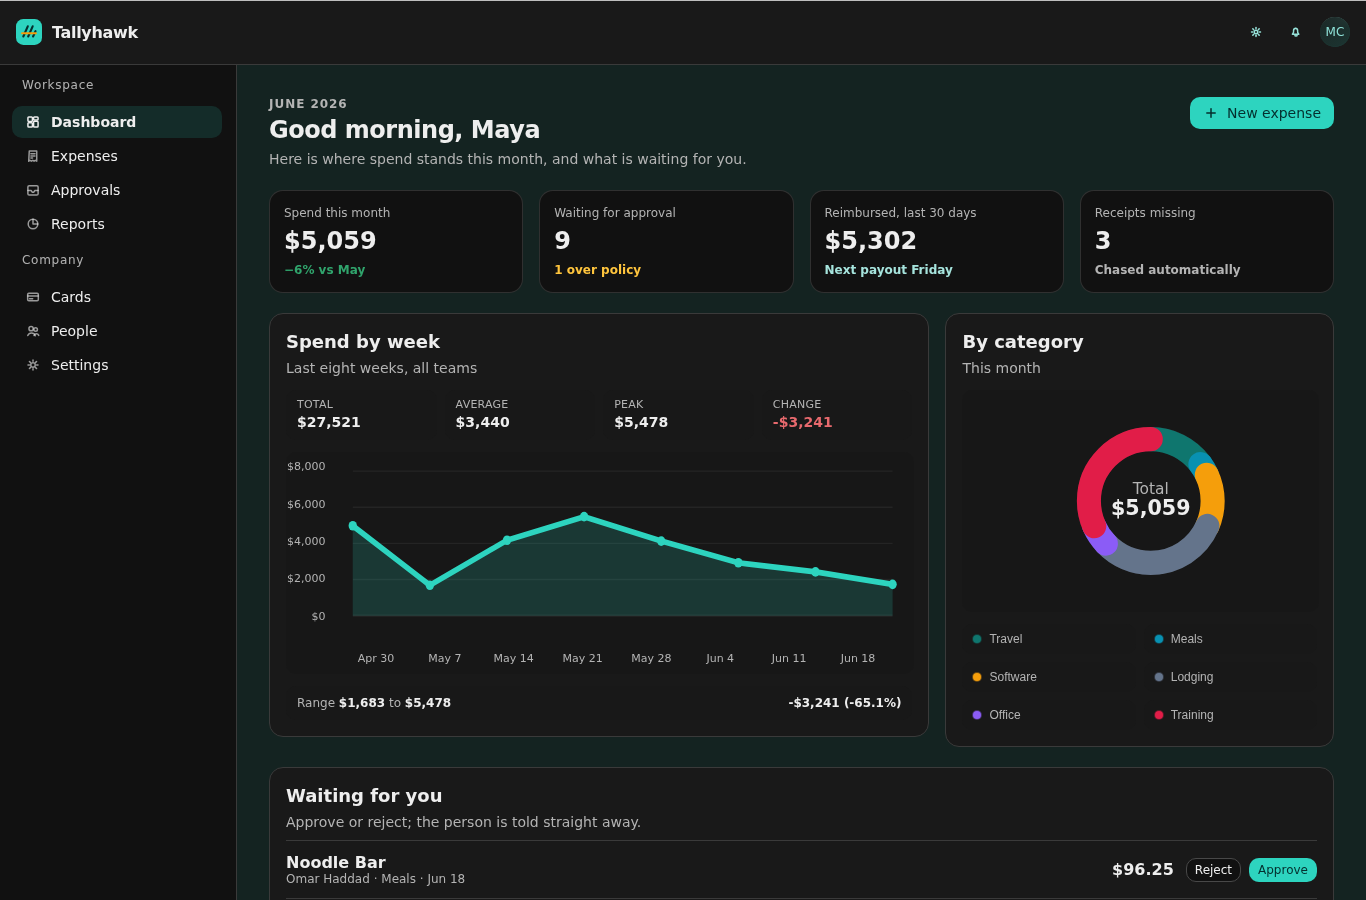 Tallyhawk
MC
Workspace
Dashboard
Expenses
Approvals
Reports
Company
Cards
People
Settings
JUNE 2026
Good morning, Maya
Here is where spend stands this month, and what is waiting for you.
New expense
Spend this month
$5,059
−6% vs May
Waiting for approval
9
1 over policy
Reimbursed, last 30 days
$5,302
Next payout Friday
Receipts missing
3
Chased automatically
Spend by week
Last eight weeks, all teams
TOTAL
$27,521
AVERAGE
$3,440
PEAK
$5,478
CHANGE
-$3,241
$8,000
$6,000
$4,000
$2,000
$0
Apr 30 May 7 May 14 May 21 May 28 Jun 4 Jun 11 Jun 18
Range $1,683 to $5,478
-$3,241 (-65.1%)
By category
This month
Total
$5,059
Travel
Meals
Software
Lodging
Office
Training
Waiting for you
Approve or reject; the person is told straight away.
Noodle Bar
Omar Haddad · Meals · Jun 18
$96.25
Reject
Approve